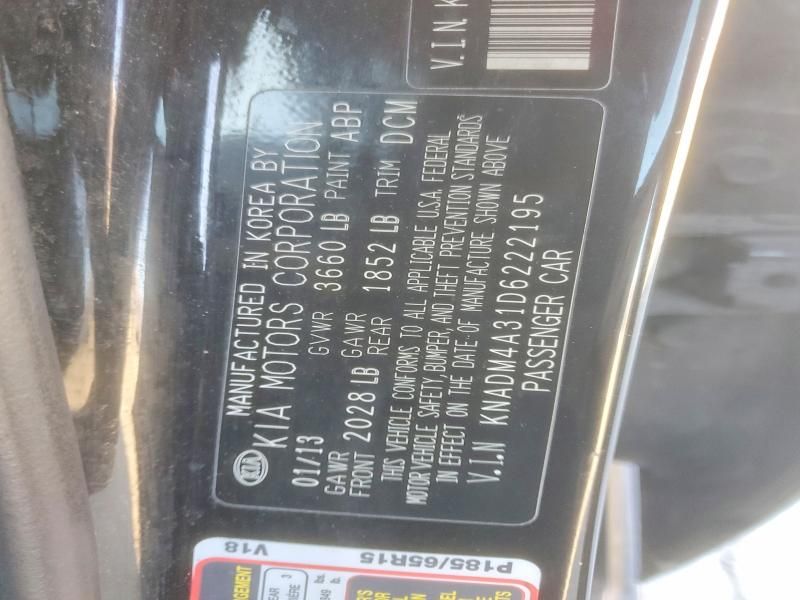 V.I.N. K
MANUFACTURED IN KOREA BY
KIA KIA MOTORS CORPORATION
01/13 GVWR 3660 LB PAINT ABP
GAWR FRONT 2028 LB GAWR REAR 1852 LB TRIM DCM
THIS VEHICLE CONFORMS TO ALL APPLICABLE U.S.A. FEDERAL
MOTOR VEHICLE SAFETY, BUMPER, AND THEFT PREVENTION STANDARDS
IN EFFECT ON THE DATE OF MANUFACTURE SHOWN ABOVE
V.I.N KNADM4A31D6222195
PASSENGER CAR
V18
P185/65R15